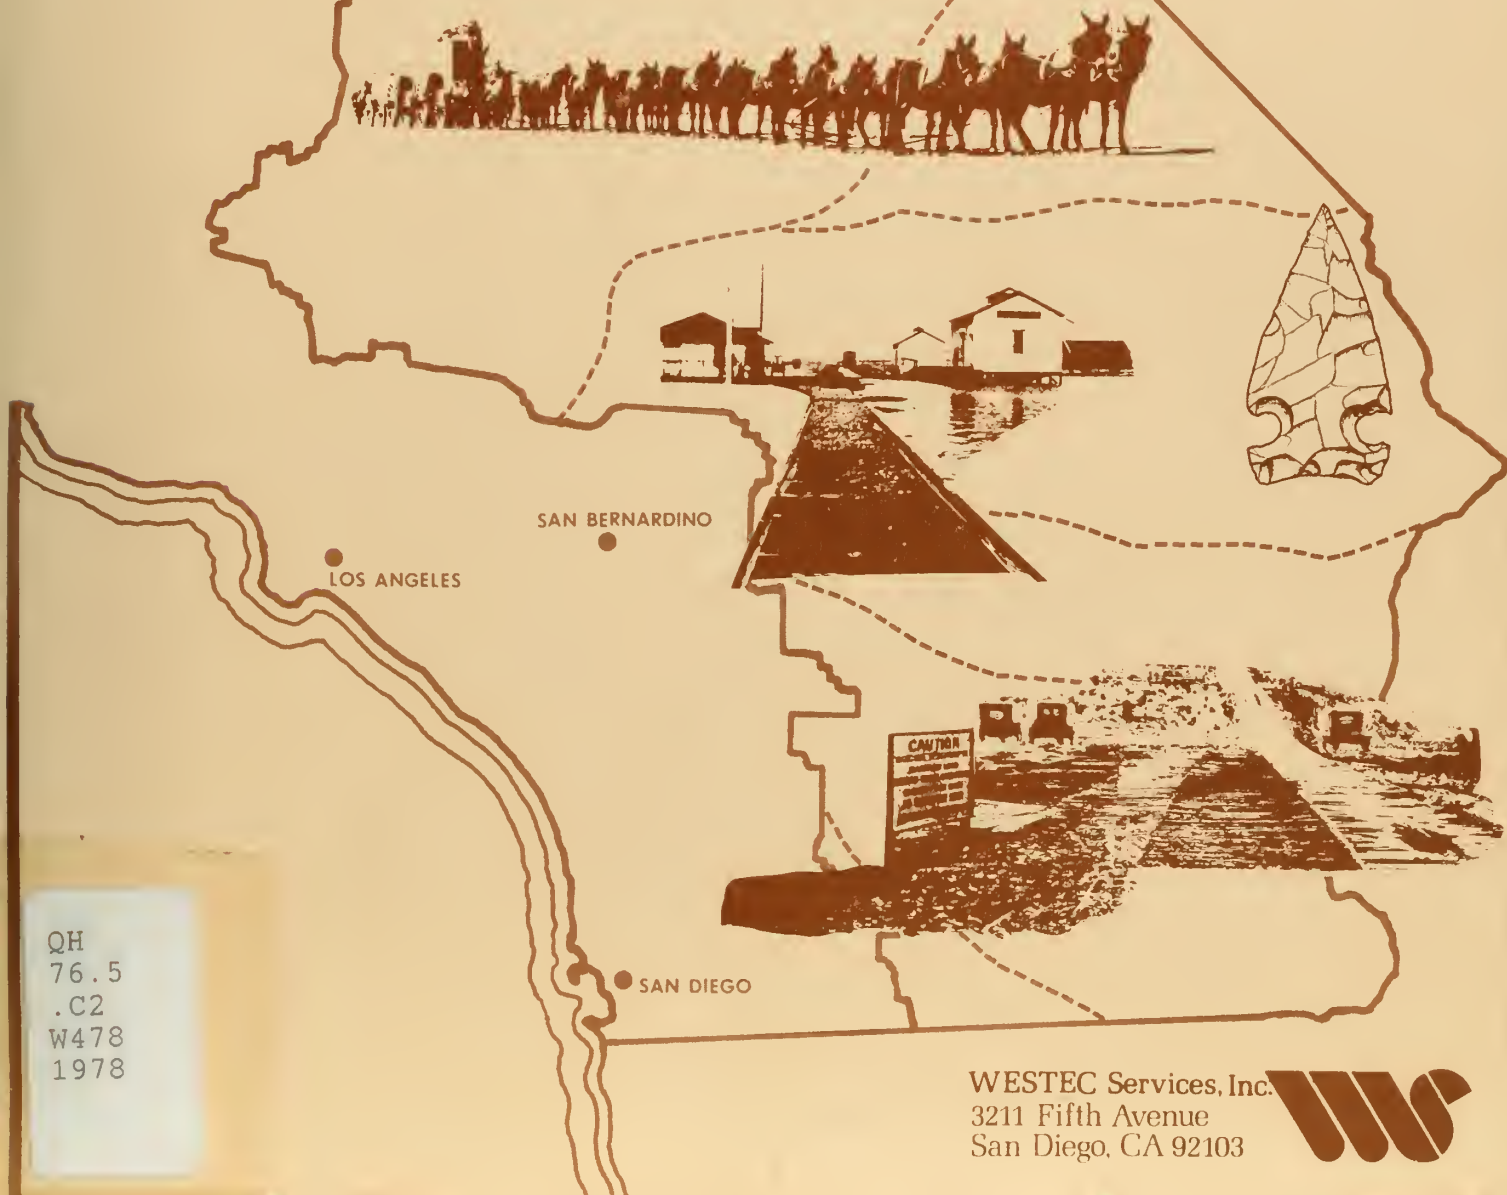 SAN BERNARDINO
LOS ANGELES
CAUTION
SAN DIEGO
QH
76.5
.C2
W478
1978
WESTEC Services, Inc.
3211 Fifth Avenue
San Diego, CA 92103
WS